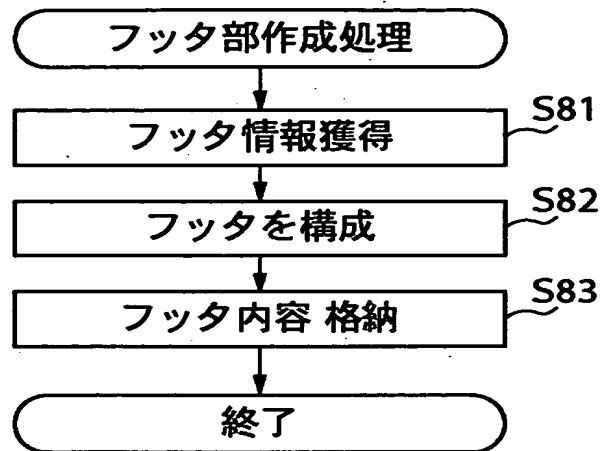 フッタ部作成処理
フッタ情報獲得
S81
フッタを構成
S82
フッタ内容 格納
S83
終了